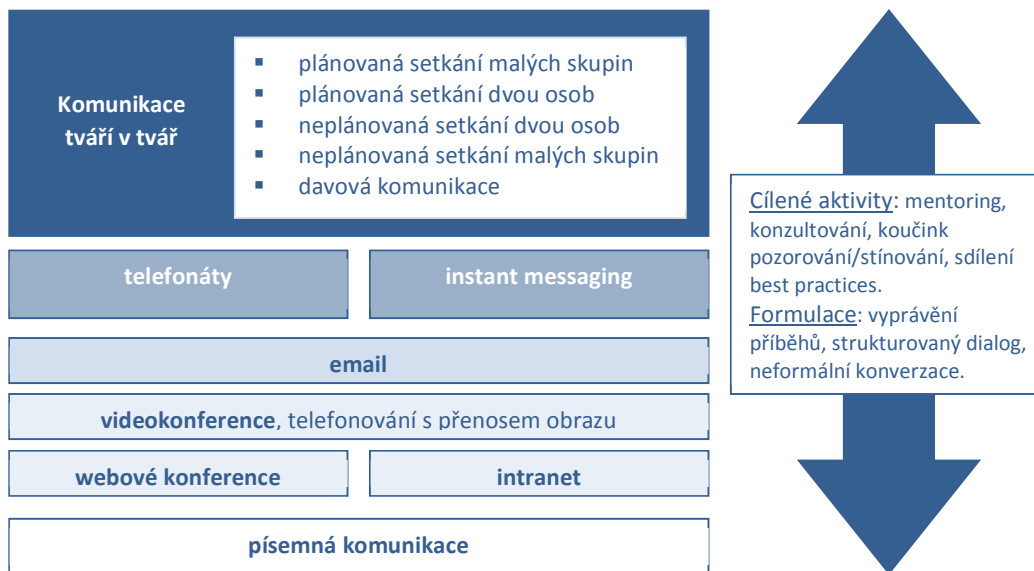 Komunikace
tváří v tvář
▪ plánovaná setkání malých skupin
▪ plánovaná setkání dvou osob
▪ neplánovaná setkání dvou osob
▪ neplánovaná setkání malých skupin
▪ davová komunikace
telefonáty
instant messaging
email
videokonference, telefonování s přenosem obrazu
webové konference
intranet
písemná komunikace
Cílené aktivity: mentoring,
konzultování, koučink
pozorování/stínování, sdílení
best practices.
Formulace: vyprávění
příběhů, strukturovaný dialog,
neformální konverzace.